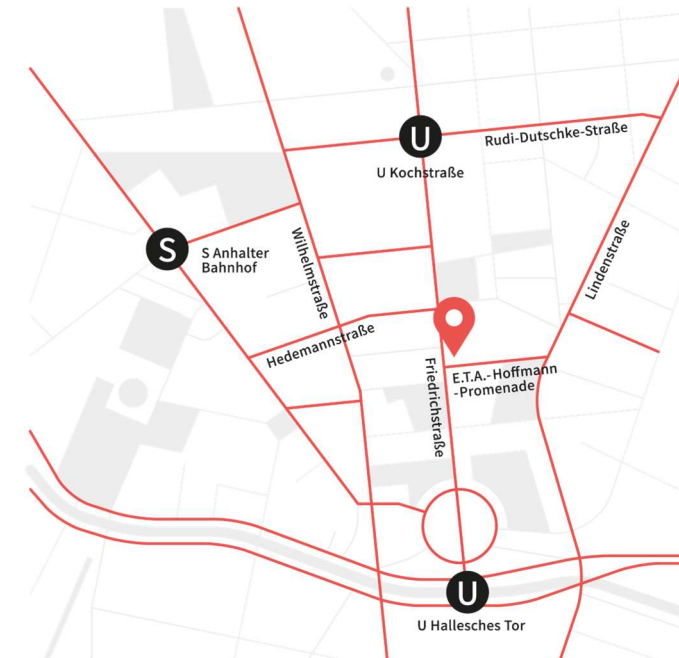 U
Rudi-Dutschke-Straße
U Kochstraße
S
S Anhalter
Bahnhof
Wilhelmstraße
Lindenstraße
Hedemannstraße
Friedrichstraße
E.T.A.-Hoffmann
-Promenade
U
U Hallesches Tor